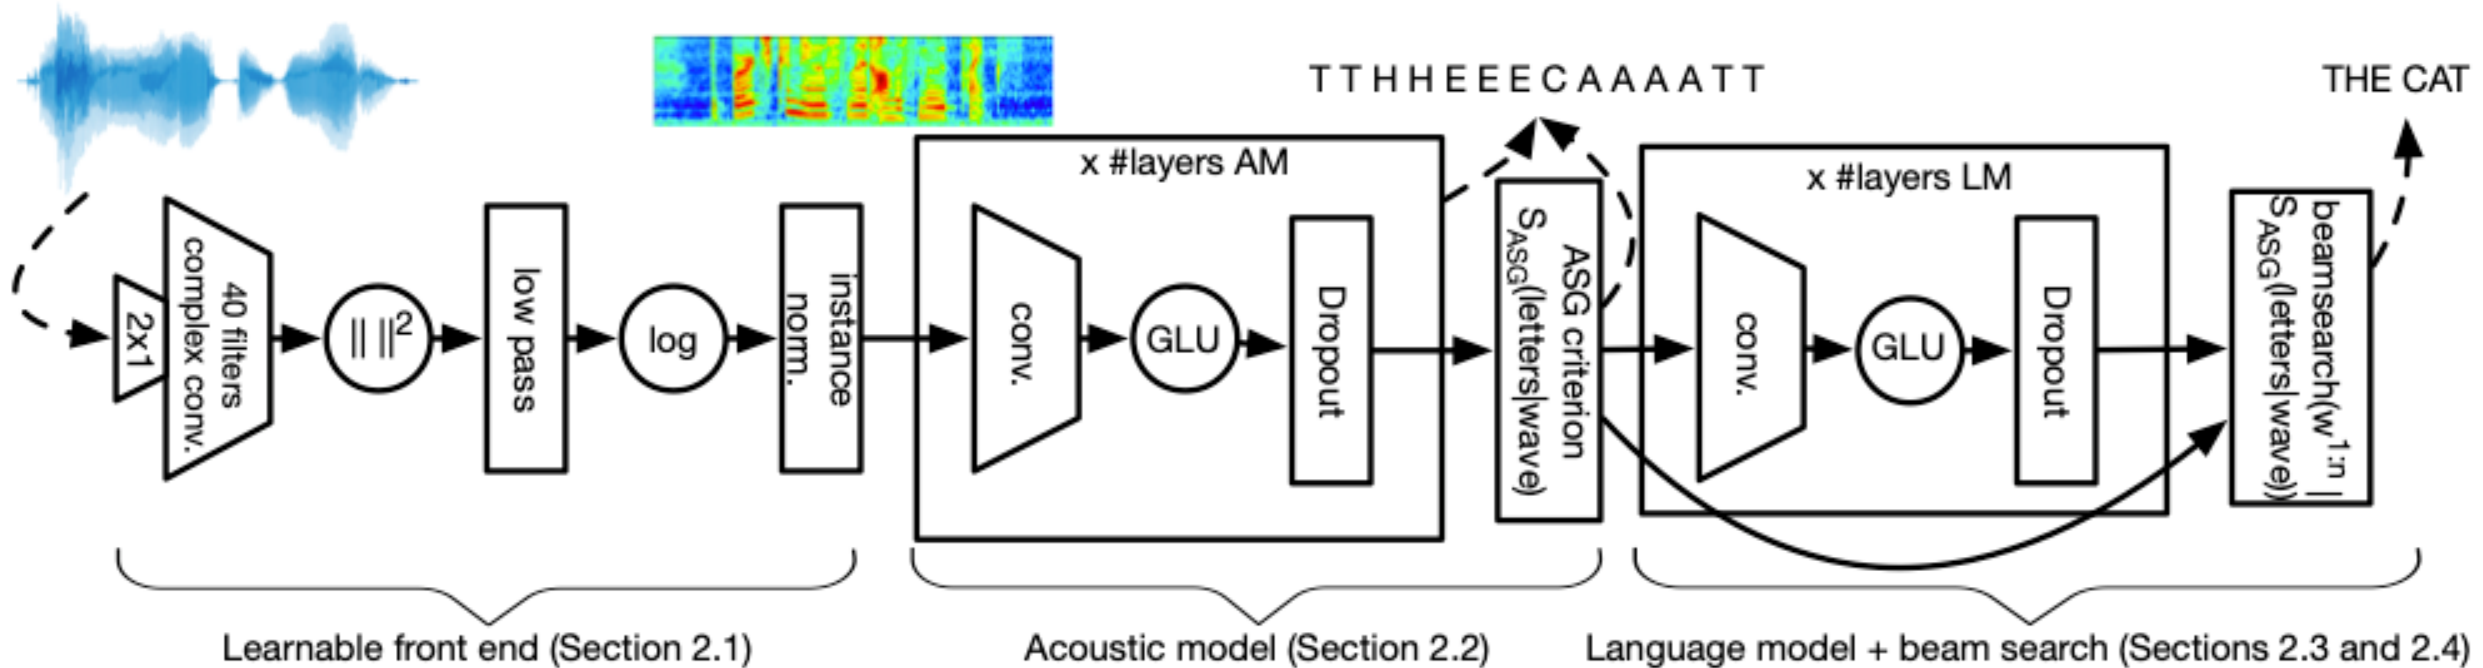 T T H H E E E C A A A A T T
THE CAT
x #layers AM
x #layers LM
2x1
40 filters
complex conv.
|| ||²
low pass
log
instance
norm.
conv.
GLU
Dropout
ASG criterion
S_ASG(letters|wave)
conv.
GLU
Dropout
beamsearch(w^1:n |
S_ASG(letters|wave))
Learnable front end (Section 2.1)
Acoustic model (Section 2.2)
Language model + beam search (Sections 2.3 and 2.4)